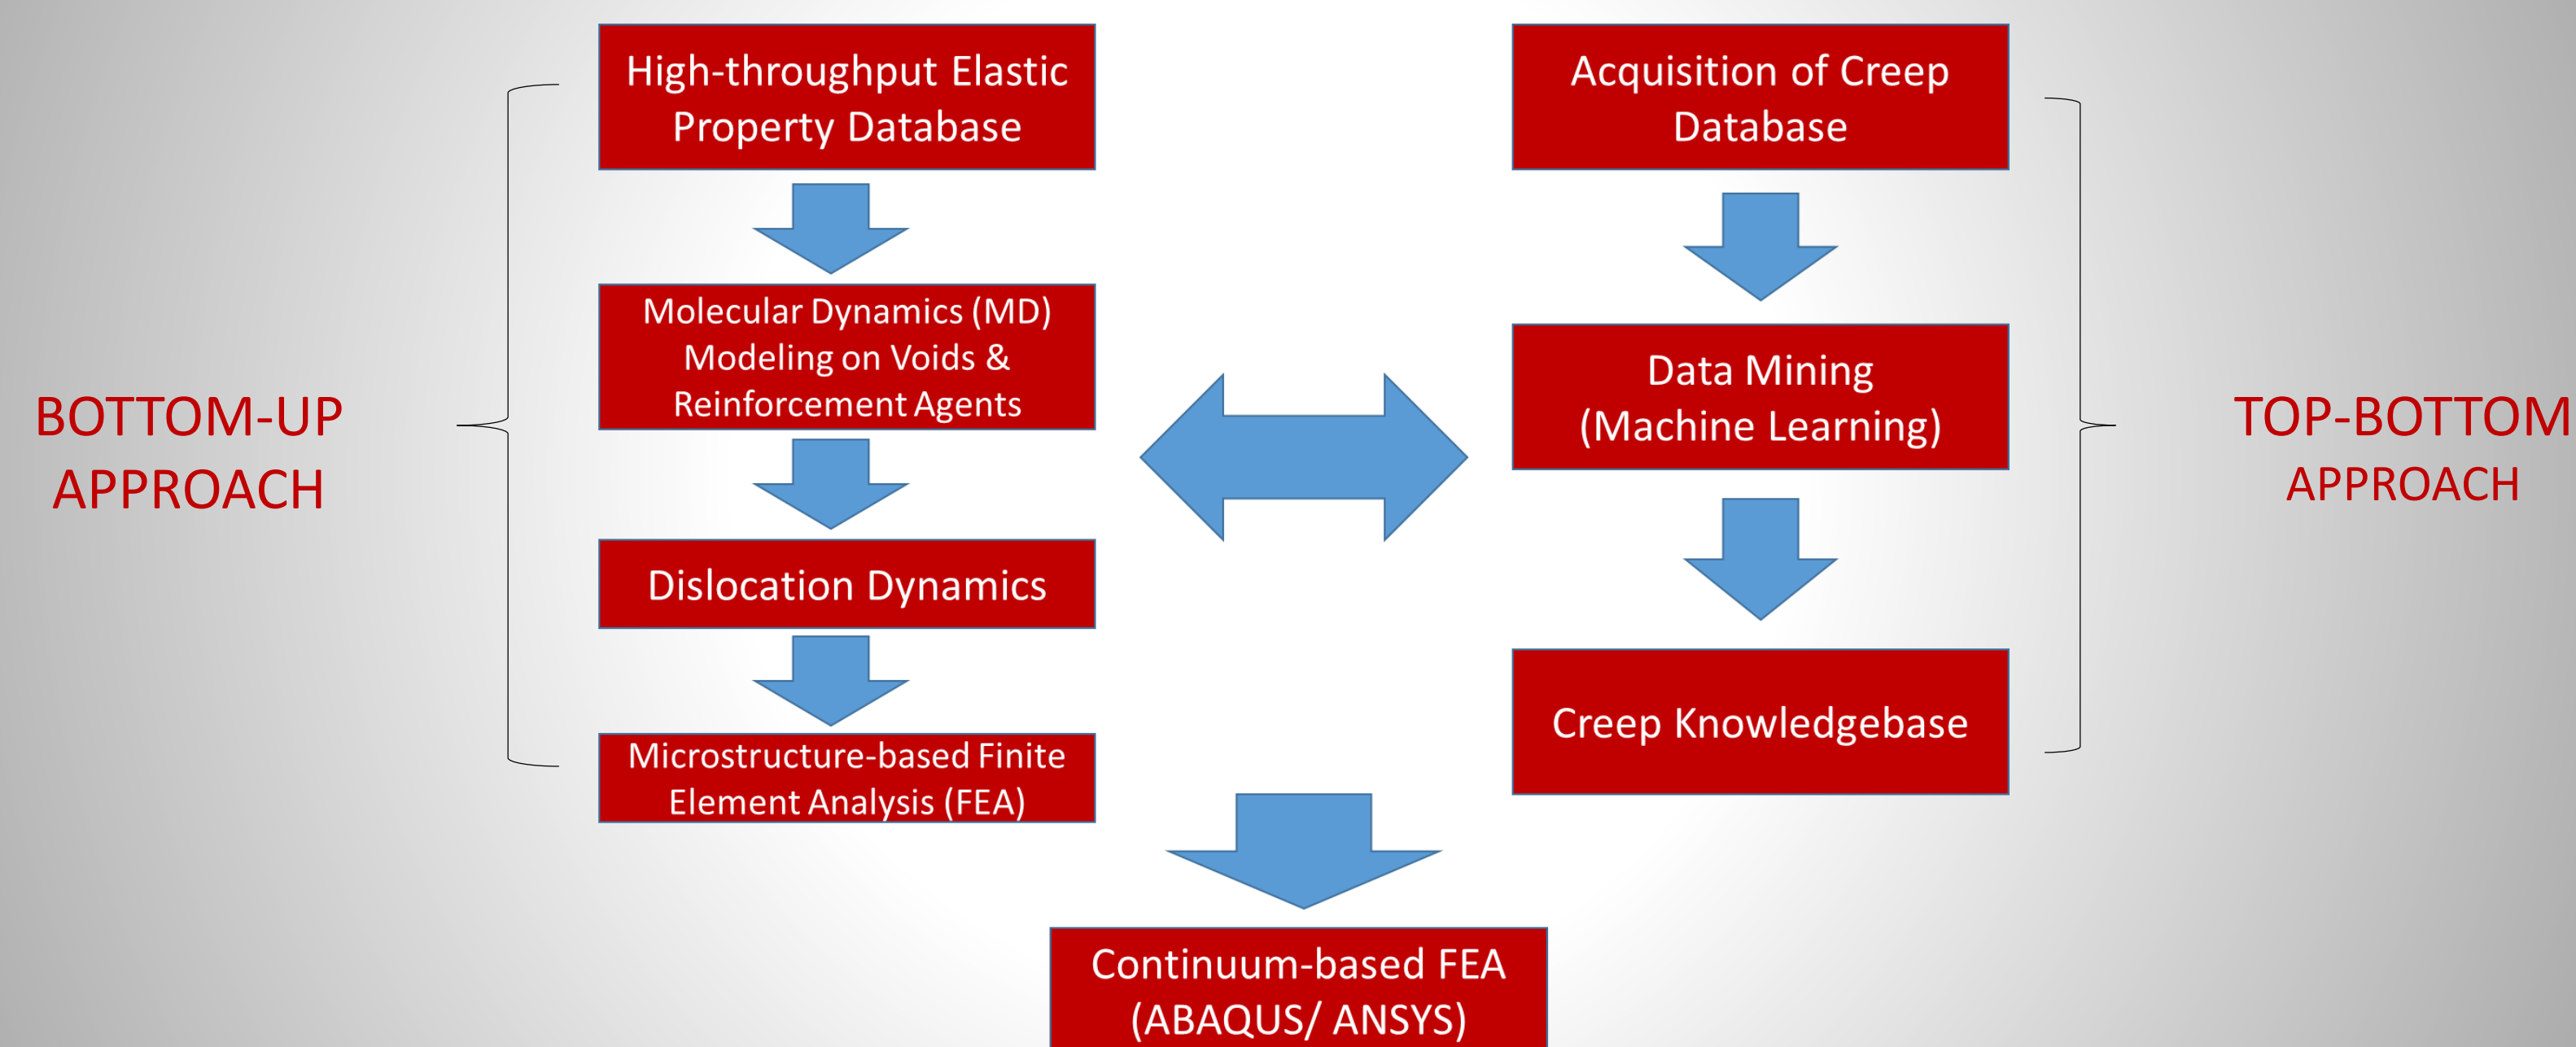 BOTTOM-UP
APPROACH
High-throughput Elastic
Property Database
Molecular Dynamics (MD)
Modeling on Voids &
Reinforcement Agents
Dislocation Dynamics
Microstructure-based Finite
Element Analysis (FEA)
Acquisition of Creep
Database
Data Mining
(Machine Learning)
Creep Knowledgebase
TOP-BOTTOM
APPROACH
Continuum-based FEA
(ABAQUS/ ANSYS)